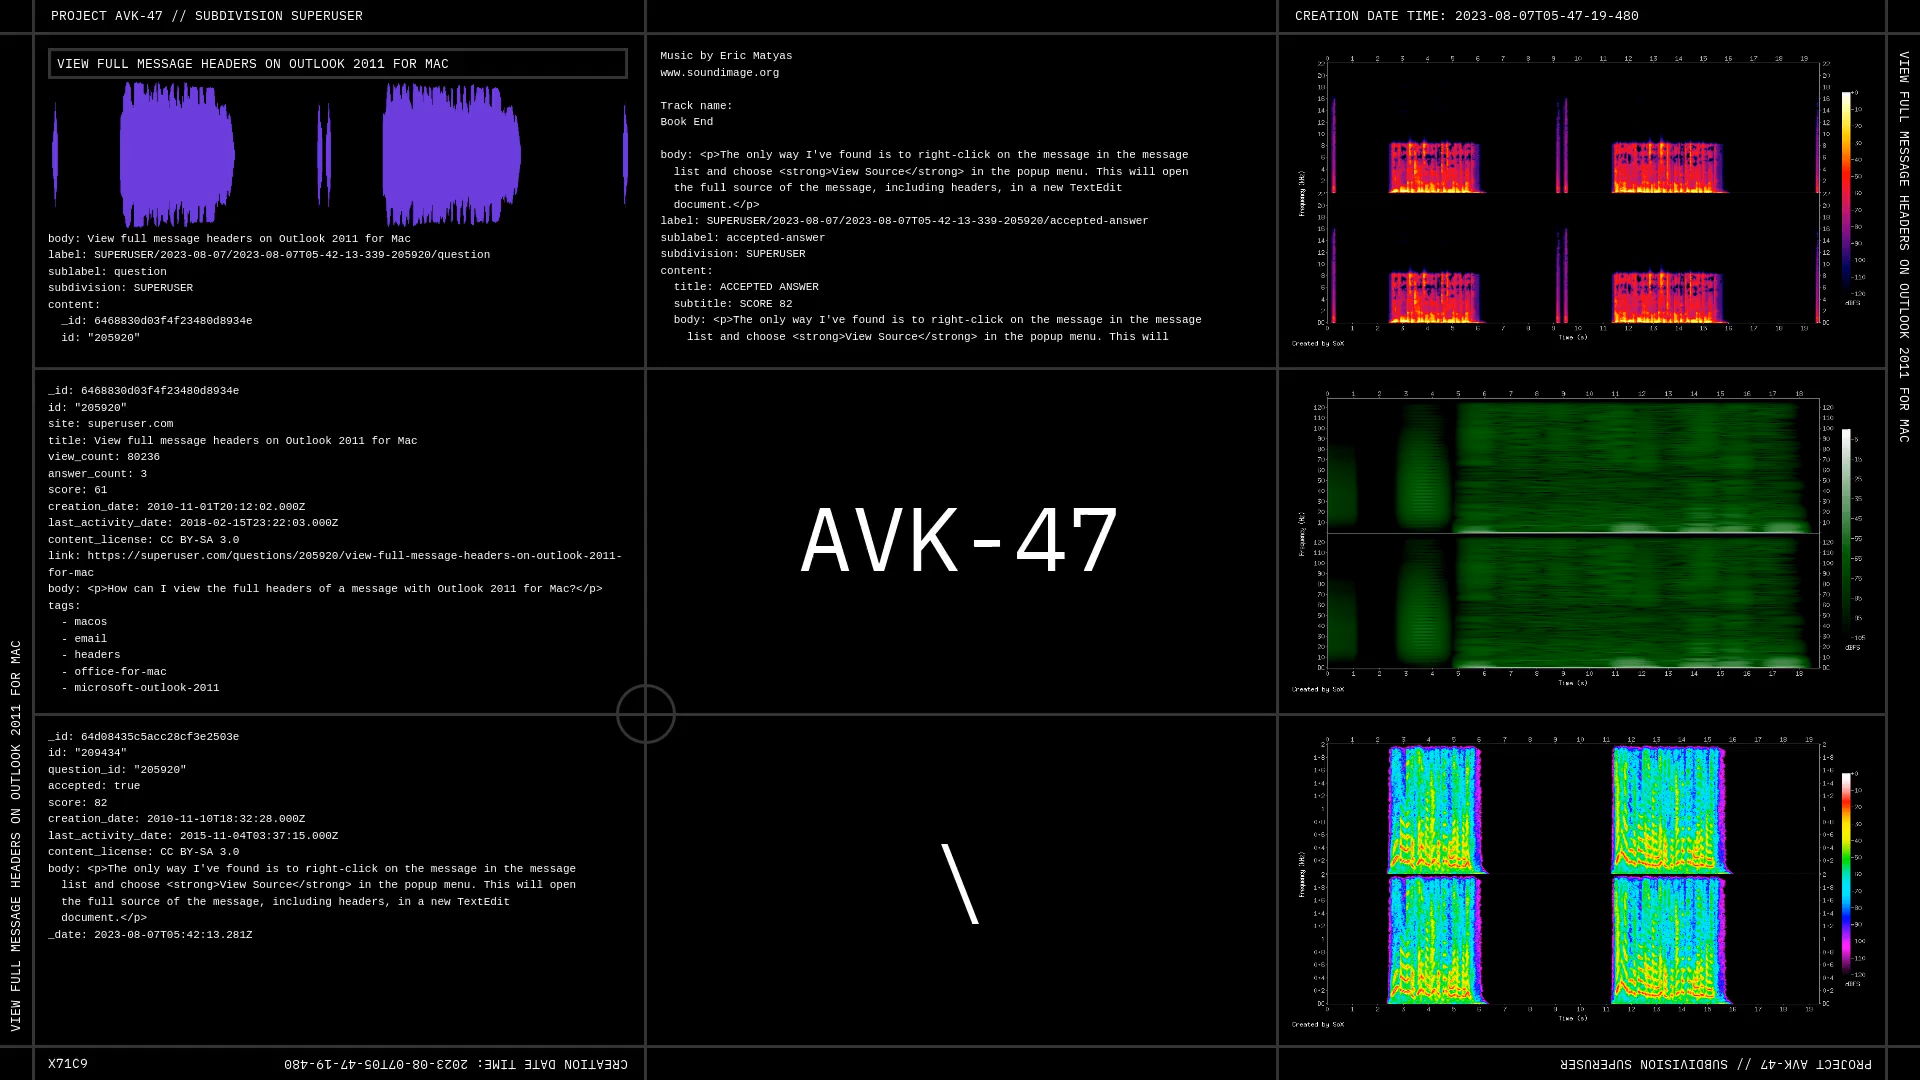 PROJECT AVK-47 // SUBDIVISION SUPERUSER
CREATION DATE TIME: 2023-08-07T05-47-19-480
VIEW FULL MESSAGE HEADERS ON OUTLOOK 2011 FOR MAC
body: View full message headers on Outlook 2011 for Mac
label: SUPERUSER/2023-08-07/2023-08-07T05-42-13-339-205920/question
sublabel: question
subdivision: SUPERUSER
content:
_id: 6468830d03f4f23480d8934e
id: "205920"
Music by Eric Matyas
www.soundimage.org
Track name:
Book End
body: <p>The only way I've found is to right-click on the message in the message
list and choose <strong>View Source</strong> in the popup menu. This will open
the full source of the message, including headers, in a new TextEdit
document.</p>
label: SUPERUSER/2023-08-07/2023-08-07T05-42-13-339-205920/accepted-answer
sublabel: accepted-answer
subdivision: SUPERUSER
content:
title: ACCEPTED ANSWER
subtitle: SCORE 82
body: <p>The only way I've found is to right-click on the message in the message
list and choose <strong>View Source</strong> in the popup menu. This will
Frequency (kHz)
Time (s)
dBFS
Created by SoX
_id: 6468830d03f4f23480d8934e
id: "205920"
site: superuser.com
title: View full message headers on Outlook 2011 for Mac
view_count: 80236
answer_count: 3
score: 61
creation_date: 2010-11-01T20:12:02.000Z
last_activity_date: 2018-02-15T23:22:03.000Z
content_license: CC BY-SA 3.0
link: https://superuser.com/questions/205920/view-full-message-headers-on-outlook-2011-
for-mac
body: <p>How can I view the full headers of a message with Outlook 2011 for Mac?</p>
tags:
- macos
- email
- headers
- office-for-mac
- microsoft-outlook-2011
AVK-47
Frequency (Hz)
Time (s)
dBFS
Created by SoX
_id: 64d08435c5acc28cf3e2503e
id: "209434"
question_id: "205920"
accepted: true
score: 82
creation_date: 2010-11-10T18:32:28.000Z
last_activity_date: 2015-11-04T03:37:15.000Z
content_license: CC BY-SA 3.0
body: <p>The only way I've found is to right-click on the message in the message
list and choose <strong>View Source</strong> in the popup menu. This will open
the full source of the message, including headers, in a new TextEdit
document.</p>
_date: 2023-08-07T05:42:13.281Z
\
Frequency (kHz)
Time (s)
dBFS
Created by SoX
VIEW FULL MESSAGE HEADERS ON OUTLOOK 2011 FOR MAC
VIEW FULL MESSAGE HEADERS ON OUTLOOK 2011 FOR MAC
X71C9
CREATION DATE TIME: 2023-08-07T05-47-19-480
PROJECT AVK-47 // SUBDIVISION SUPERUSER